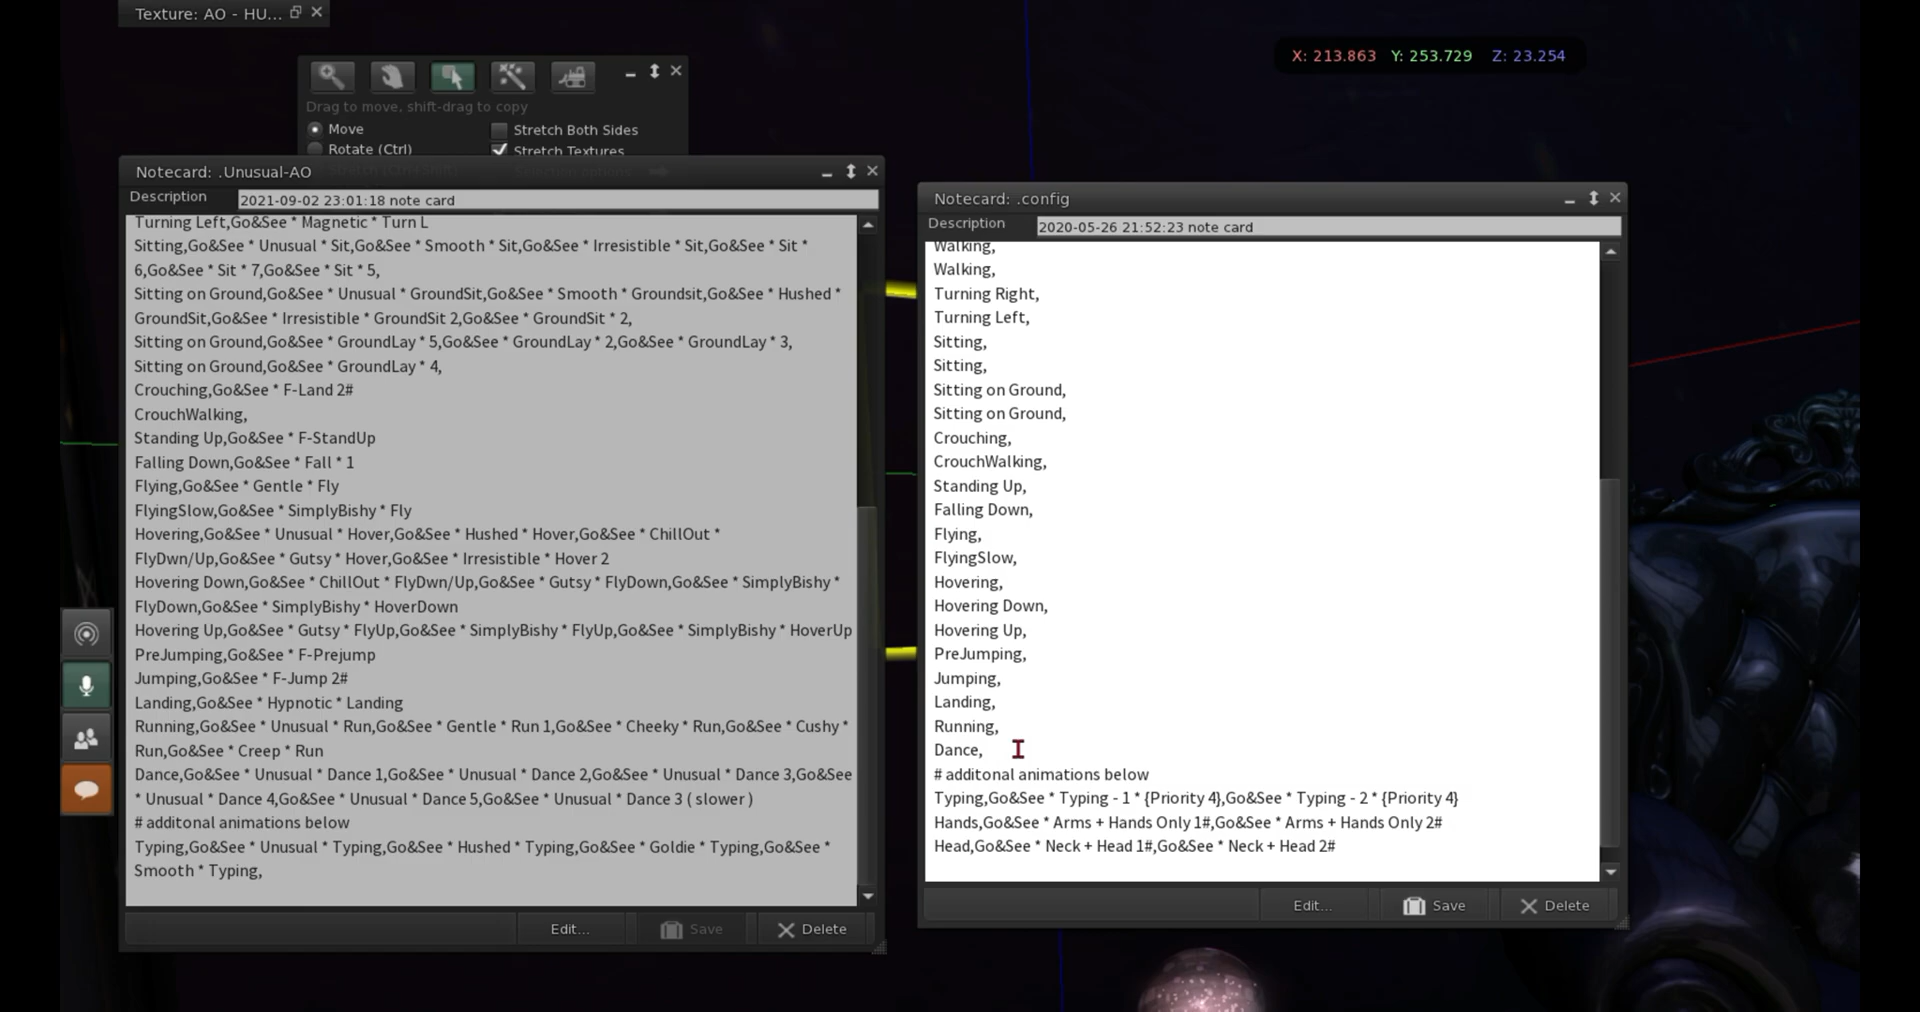 Texture: AO - HU...
X: 213.863 Y: 253.729 Z: 23.254
Drag to move, shift-drag to copy
Move
Stretch Both Sides
Rotate (Ctrl)
Stretch Textures
Notecard: .Unusual-AO
Description
2021-09-02 23:01:18 note card
Turning Left,Go&See * Magnetic * Turn L
Sitting,Go&See * Unusual * Sit,Go&See * Smooth * Sit,Go&See * Irresistible * Sit,Go&See * Sit *
6,Go&See * Sit * 7,Go&See * Sit * 5,
Sitting on Ground,Go&See * Unusual * GroundSit,Go&See * Smooth * Groundsit,Go&See * Hushed *
GroundSit,Go&See * Irresistible * GroundSit 2,Go&See * GroundSit * 2,
Sitting on Ground,Go&See * GroundLay * 5,Go&See * GroundLay * 2,Go&See * GroundLay * 3,
Sitting on Ground,Go&See * GroundLay * 4,
Crouching,Go&See * F-Land 2#
CrouchWalking,
Standing Up,Go&See * F-StandUp
Falling Down,Go&See * Fall * 1
Flying,Go&See * Gentle * Fly
FlyingSlow,Go&See * SimplyBishy * Fly
Hovering,Go&See * Unusual * Hover,Go&See * Hushed * Hover,Go&See * ChillOut *
FlyDwn/Up,Go&See * Gutsy * Hover,Go&See * Irresistible * Hover 2
Hovering Down,Go&See * ChillOut * FlyDwn/Up,Go&See * Gutsy * FlyDown,Go&See * SimplyBishy *
FlyDown,Go&See * SimplyBishy * HoverDown
Hovering Up,Go&See * Gutsy * FlyUp,Go&See * SimplyBishy * FlyUp,Go&See * SimplyBishy * HoverUp
PreJumping,Go&See * F-Prejump
Jumping,Go&See * F-Jump 2#
Landing,Go&See * Hypnotic * Landing
Running,Go&See * Unusual * Run,Go&See * Gentle * Run 1,Go&See * Cheeky * Run,Go&See * Cushy *
Run,Go&See * Creep * Run
Dance,Go&See * Unusual * Dance 1,Go&See * Unusual * Dance 2,Go&See * Unusual * Dance 3,Go&See
* Unusual * Dance 4,Go&See * Unusual * Dance 5,Go&See * Unusual * Dance 3 ( slower )
# additonal animations below
Typing,Go&See * Unusual * Typing,Go&See * Hushed * Typing,Go&See * Goldie * Typing,Go&See *
Smooth * Typing,
Edit...
Save
Delete
Notecard: .config
Description
2020-05-26 21:52:23 note card
Walking,
Walking,
Turning Right,
Turning Left,
Sitting,
Sitting,
Sitting on Ground,
Sitting on Ground,
Crouching,
CrouchWalking,
Standing Up,
Falling Down,
Flying,
FlyingSlow,
Hovering,
Hovering Down,
Hovering Up,
PreJumping,
Jumping,
Landing,
Running,
Dance,
# additonal animations below
Typing,Go&See * Typing - 1 * {Priority 4},Go&See * Typing - 2 * {Priority 4}
Hands,Go&See * Arms + Hands Only 1#,Go&See * Arms + Hands Only 2#
Head,Go&See * Neck + Head 1#,Go&See * Neck + Head 2#
Edit...
Save
Delete